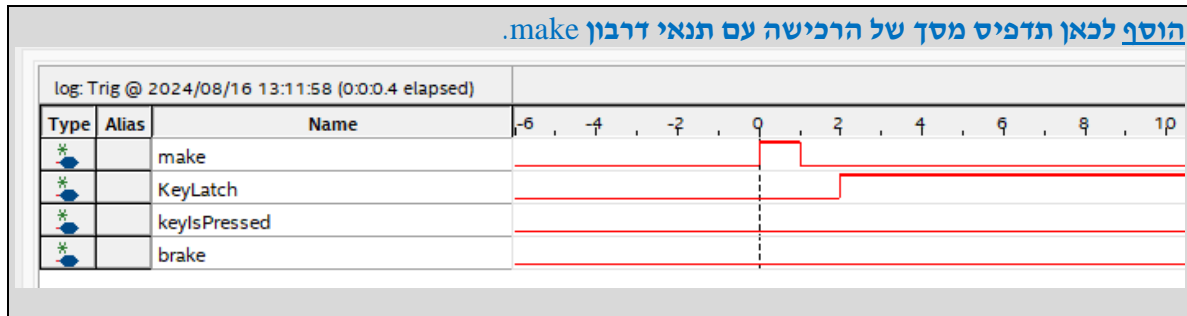 הוסף לכאן תדפיס מסך של הרכישה עם תנאי דרבון make.
log: Trig @ 2024/08/16 13:11:58 (0:0:0.4 elapsed)
Type Alias Name -6 -4 -2 0 2 4 6 8 10
make
KeyLatch
keyIsPressed
brake